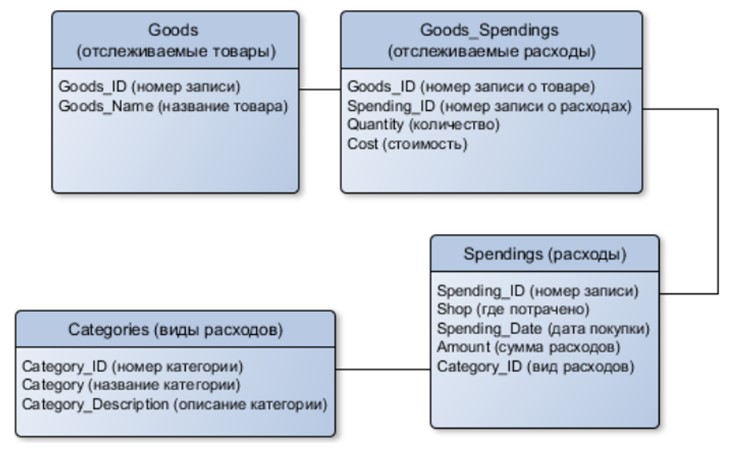 Goods
(отслеживаемые товары)
Goods_ID (номер записи)
Goods_Name (название товара)
Goods_Spendings
(отслеживаемые расходы)
Goods_ID (номер записи о товаре)
Spending_ID (номер записи о расходах)
Quantity (количество)
Cost (стоимость)
Spendings (расходы)
Spending_ID (номер записи)
Shop (где потрачено)
Spending_Date (дата покупки)
Amount (сумма расходов)
Category_ID (вид расходов)
Categories (виды расходов)
Category_ID (номер категории)
Category (название категории)
Category_Description (описание категории)